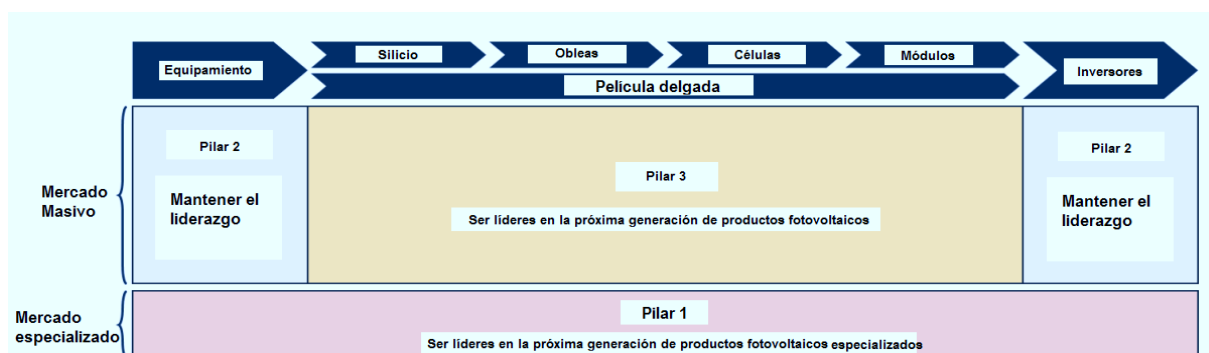 Equipamiento
Silicio
Obleas
Células
Módulos
Inversores
Película delgada
Mercado
Masivo
Pilar 2
Mantener el
liderazgo
Pilar 3
Ser líderes en la próxima generación de productos fotovoltaicos
Pilar 2
Mantener el
liderazgo
Mercado
especializado
Pilar 1
Ser líderes en la próxima generación de productos fotovoltaicos especializados